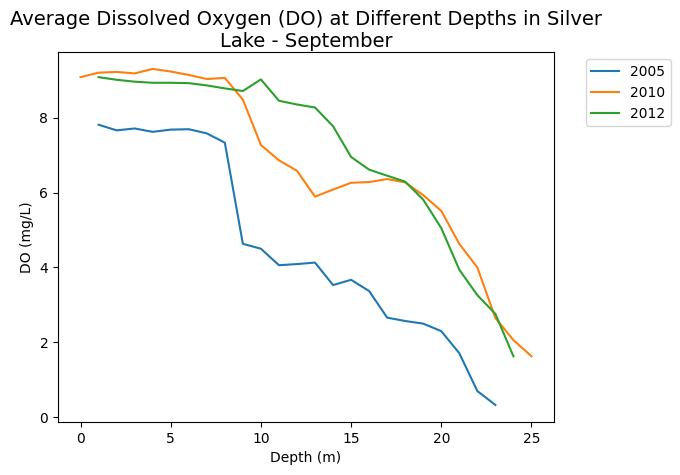 Average Dissolved Oxygen (DO) at Different Depths in Silver
Lake - September
2005
2010
2012
DO (mg/L)
8
6
4
2
0
0 5 10 15 20 25
Depth (m)